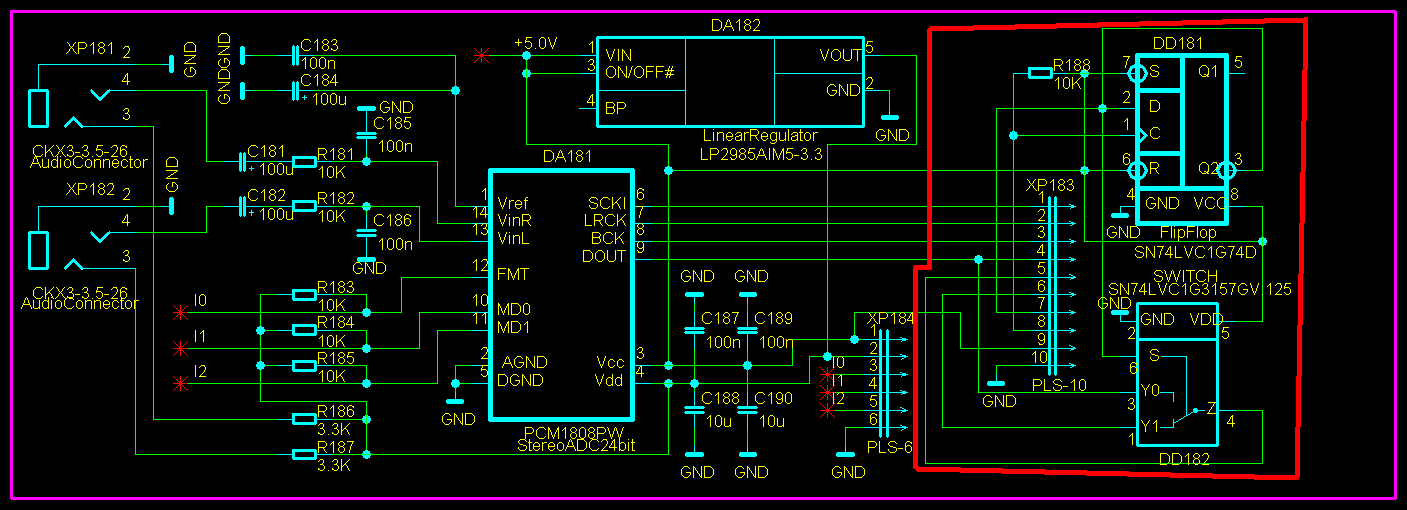 XP181
2
4
3
GND
CKX3-3.5-26
AudioConnector
XP182
2
4
3
GND
CKX3-3.5-26
AudioConnector
GND
C183
100n
GND
C184
+ 100u
GND
C185
100n
C181
+ 100u
R181
10K
C182
+ 100u
R182
10K
C186
100n
GND
I0
R183
10K
I1
R184
10K
I2
R185
10K
R186
3.3K
R187
3.3K
DA181
1 Vref
14 VinR
13 VinL
12 FMT
10 MD0
11 MD1
2 AGND
5 DGND
GND
SCKI 6
LRCK 7
BCK 8
DOUT 9
Vcc 3
Vdd 4
PCM1808PW
StereoADC24bit
+5.0V
DA182
1 VIN
3 ON/OFF#
4 BP
VOUT 5
GND 2
GND
LinearRegulator
LP2985AIM5-3.3
GND
GND
C187
100n
C189
100n
C188
10u
C190
10u
GND
GND
XP184
1
2
3
4
5
6
I0
I1
I2
PLS-6
GND
R188
10K
XP183
1
2
3
4
5
6
7
8
9
10
PLS-10
GND
DD181
7 S
2 D
1 C
6 R
4 GND
Q1 5
Q2 3
VCC 8
GND
FlipFlop
SN74LVC1G74D
SWITCH
SN74LVC1G3157GV 125
GND
2 GND
VDD 5
6 S
3 Y0
1 Y1
Z 4
DD182